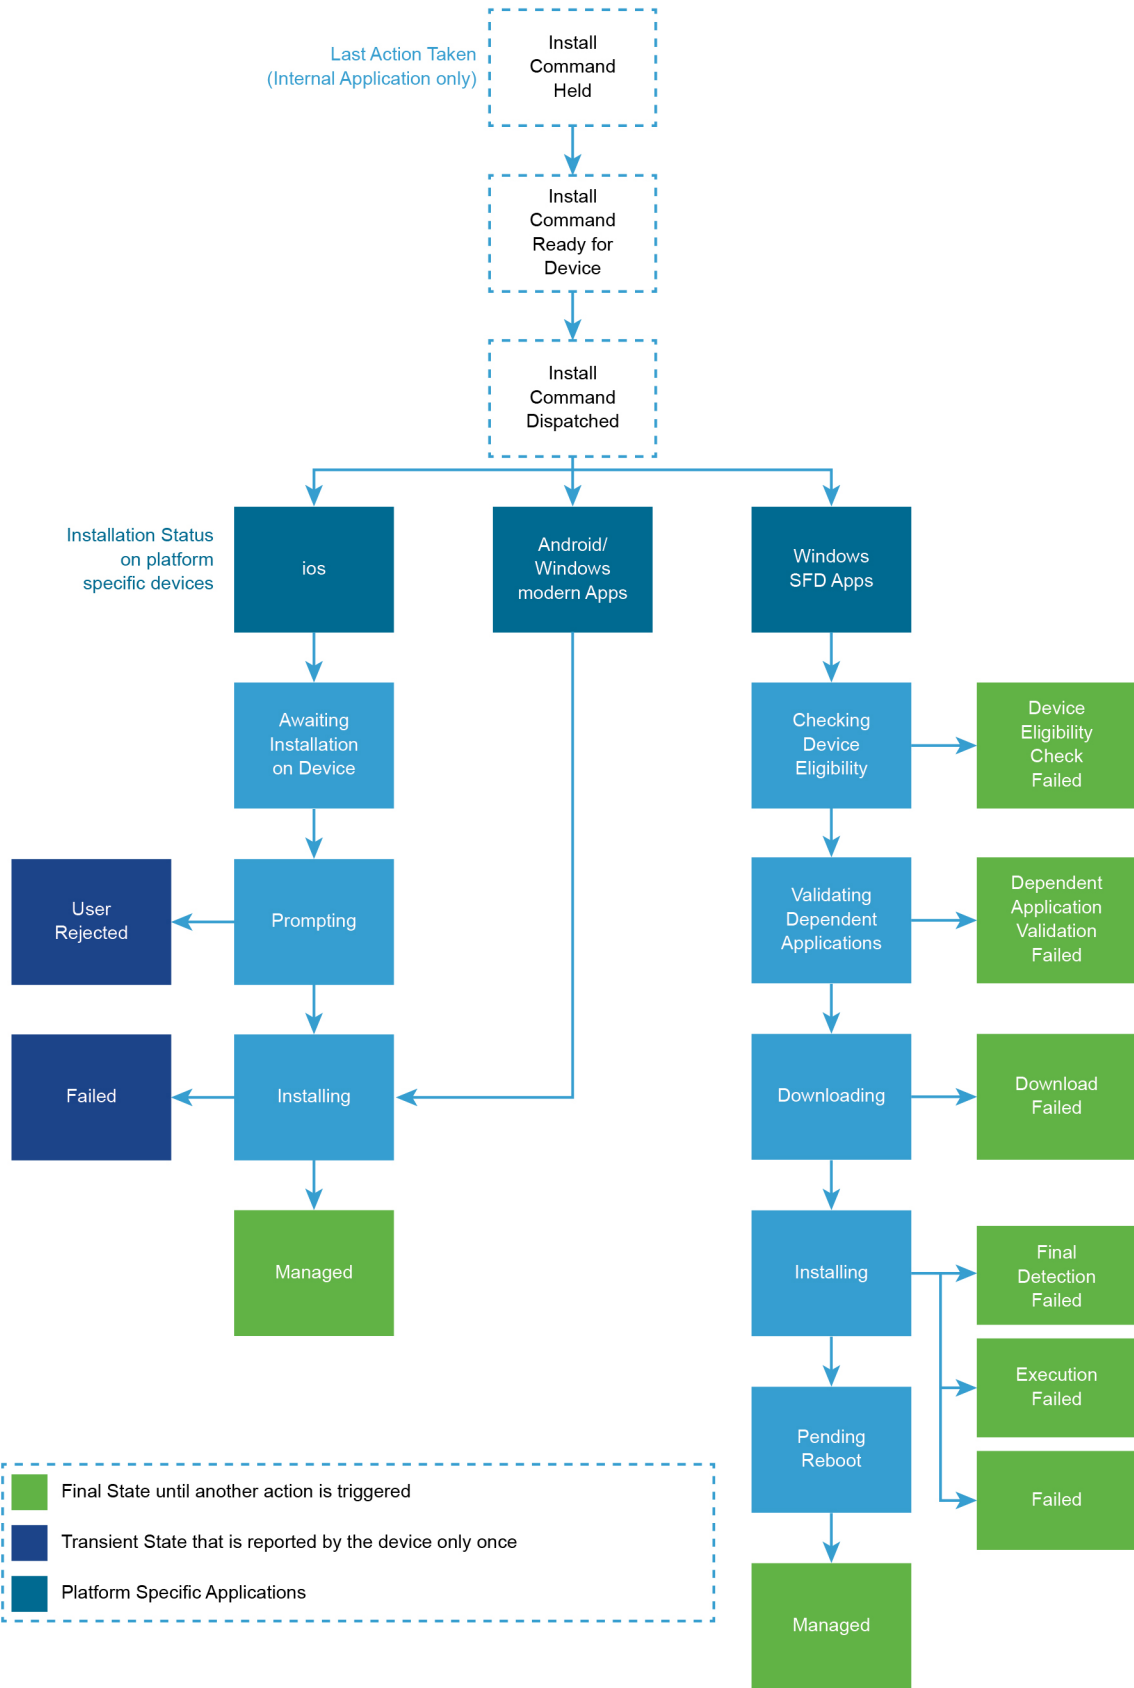 Last Action Taken
(Internal Application only)
Install
Command
Held
Install
Command
Ready for
Device
Install
Command
Dispatched
Installation Status
on platform
specific devices
ios
Android/
Windows
modern Apps
Windows
SFD Apps
Awaiting
Installation
on Device
Checking
Device
Eligibility
Device
Eligibility
Check
Failed
User
Rejected
Prompting
Validating
Dependent
Applications
Dependent
Application
Validation
Failed
Failed
Installing
Downloading
Download
Failed
Managed
Installing
Final
Detection
Failed
Execution
Failed
Pending
Reboot
Failed
Managed
Final State until another action is triggered
Transient State that is reported by the device only once
Platform Specific Applications